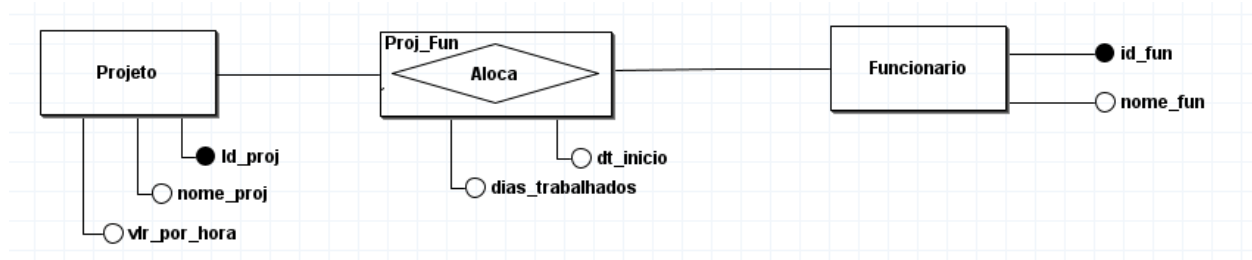 Projeto
Proj_Fun
Aloca
Funcionario
id_fun
nome_fun
Id_proj
nome_proj
vlr_por_hora
dt_inicio
dias_trabalhados